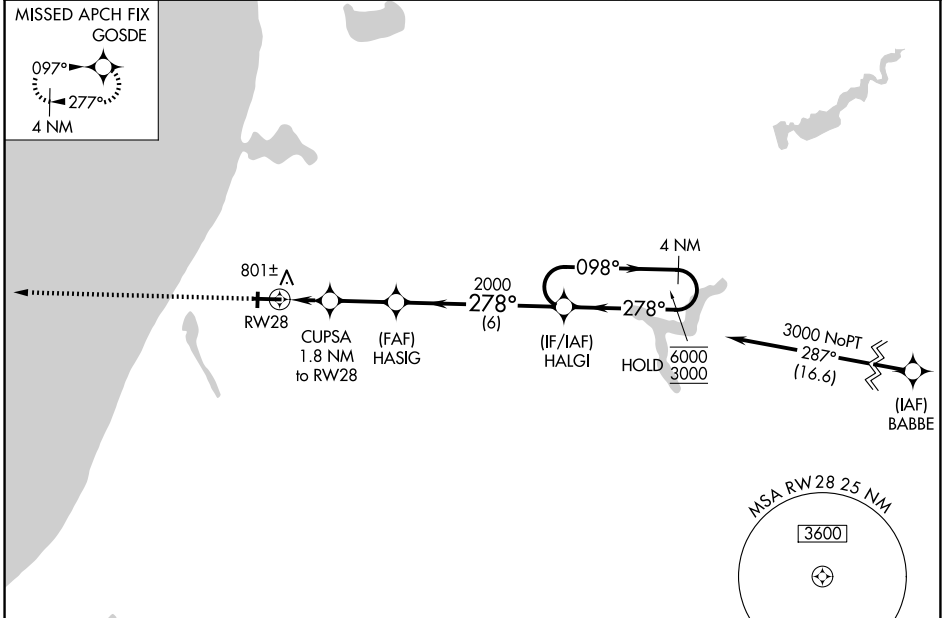 MISSED APCH FIX
GOSDE
097°
277°
4 NM
4 NM
098°
801±
2000
278°
(6)
278°
RW28
CUPSA
1.8 NM
to RW28
(FAF)
HASIG
(IF/IAF)
HALGI
HOLD
6000
3000
3000 NoPT
287°
(16.6)
(IAF)
BABBE
MSA RW 28 25 NM
3600